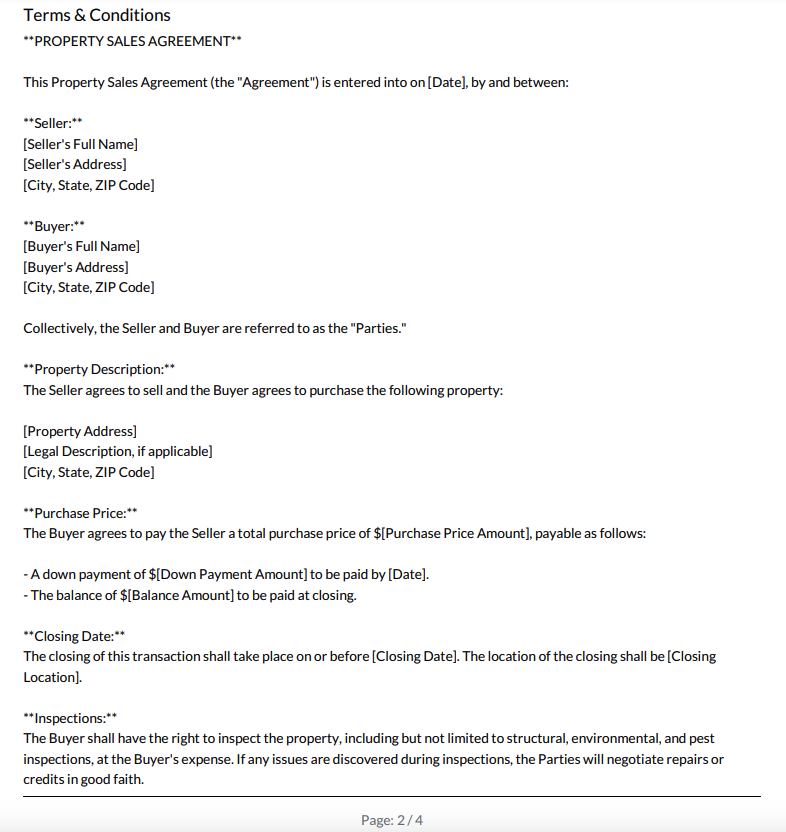 Terms & Conditions
**PROPERTY SALES AGREEMENT**
This Property Sales Agreement (the "Agreement") is entered into on [Date], by and between:
**Seller:**
[Seller's Full Name]
[Seller's Address]
[City, State, ZIP Code]
**Buyer:**
[Buyer's Full Name]
[Buyer's Address]
[City, State, ZIP Code]
Collectively, the Seller and Buyer are referred to as the "Parties."
**Property Description:**
The Seller agrees to sell and the Buyer agrees to purchase the following property:
[Property Address]
[Legal Description, if applicable]
[City, State, ZIP Code]
**Purchase Price:**
The Buyer agrees to pay the Seller a total purchase price of $[Purchase Price Amount], payable as follows:
- A down payment of $[Down Payment Amount] to be paid by [Date].
- The balance of $[Balance Amount] to be paid at closing.
**Closing Date:**
The closing of this transaction shall take place on or before [Closing Date]. The location of the closing shall be [Closing
Location].
**Inspections:**
The Buyer shall have the right to inspect the property, including but not limited to structural, environmental, and pest
inspections, at the Buyer's expense. If any issues are discovered during inspections, the Parties will negotiate repairs or
credits in good faith.
Page: 2 / 4